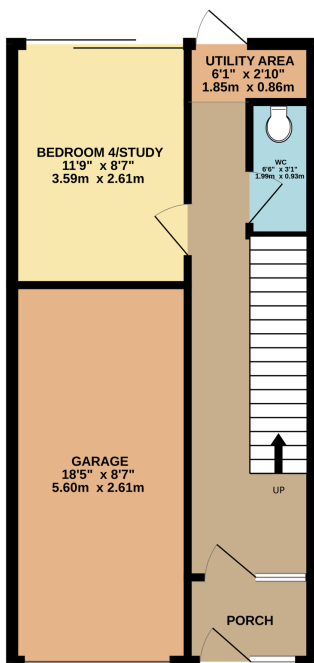 UTILITY AREA
6'1" x 2'10"
1.85m x 0.86m
BEDROOM 4/STUDY
11'9" x 8'7"
3.59m x 2.61m
WC
6'6" x 3'1"
1.99m x 0.93m
GARAGE
18'5" x 8'7"
5.60m x 2.61m
UP
PORCH